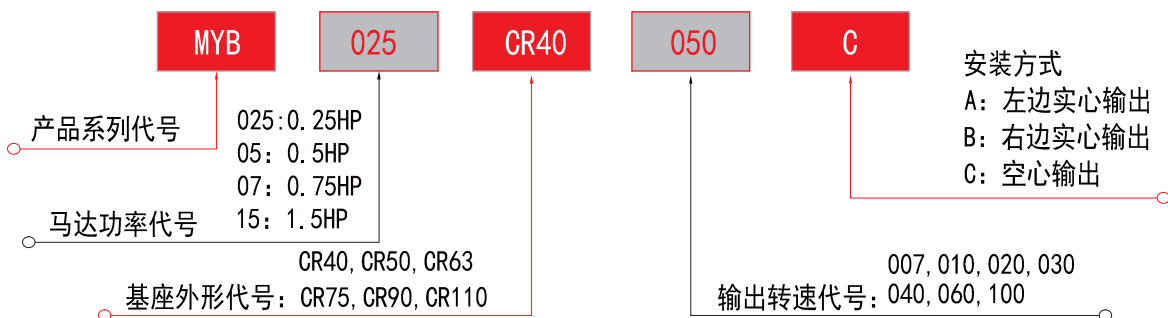 MYB 025 CR40 050 C
产品系列代号
025:0.25HP
05: 0.5HP
07: 0.75HP
15: 1.5HP
马达功率代号
CR40,CR50,CR63
基座外形代号: CR75,CR90,CR110
007,010,020,030
输出转速代号: 040,060,100
安装方式
A: 左边实心输出
B: 右边实心输出
C: 空心输出